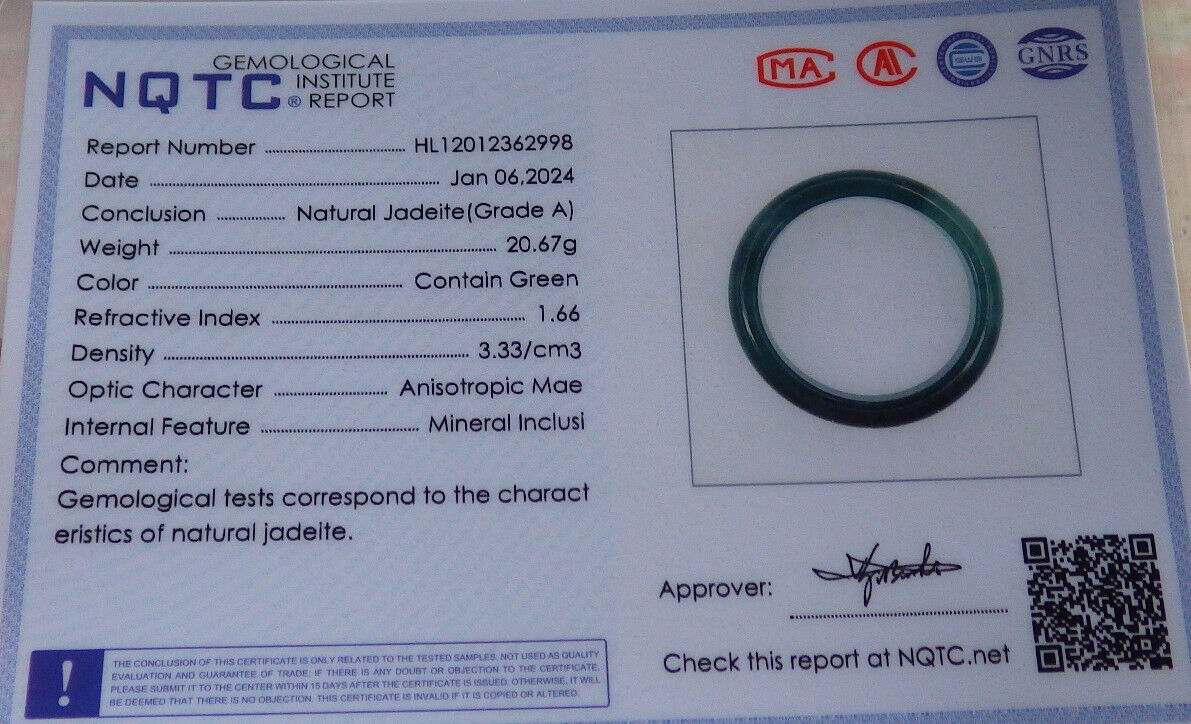 GEMOLOGICAL
NQTC INSTITUTE
® REPORT
MA
AL
GNRS
Report Number ........ HL12012362998
Date ........ Jan 06,2024
Conclusion ........ Natural Jadeite(Grade A)
Weight ........ 20.67g
Color ........ Contain Green
Refractive Index ........ 1.66
Density ........ 3.33/cm3
Optic Character ........ Anisotropic Mae
Internal Feature ........ Mineral Inclusi
Comment:
Gemological tests correspond to the charact
eristics of natural jadeite.
Approver:
Check this report at NQTC.net
!
THE CONCLUSION OF THIS CERTIFICATE IS ONLY RELATED TO THE TESTED SAMPLES, NOT USED AS QUALITY
EVALUATION AND GUARANTEE OF TRADE; IF THERE IS ANY DOUBT OR OBJECTION TO THE CERTIFICATE,
PLEASE SUBMIT IT TO THE CENTER WITHIN 15 DAYS AFTER THE CERTIFICATE IS ISSUED; OTHERWISE, IT WILL
BE DEEMED THAT THERE IS NO OBJECTION. THIS CERTIFICATE IS INVALID IF IT IS COPIED OR ALTERED.